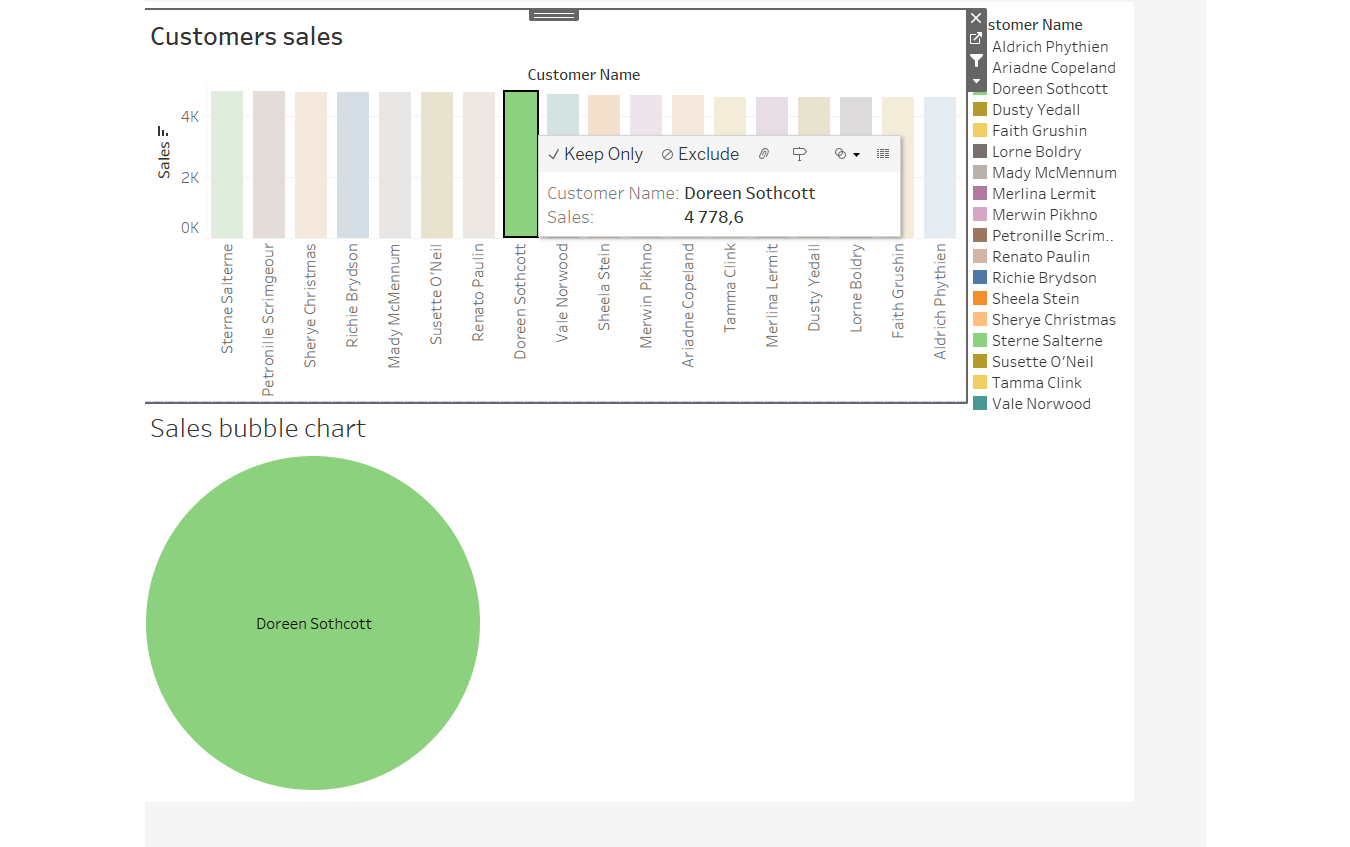 Customers sales
Customer Name
Sales
4K
2K
0K
Keep Only Exclude
Customer Name: Doreen Sothcott
Sales: 4 778,6
Sterne Salterne
Petronille Scrimgeour
Sherye Christmas
Richie Brydson
Mady McMennum
Susette O'Neil
Renato Paulin
Doreen Sothcott
Vale Norwood
Sheela Stein
Merwin Pikhno
Ariadne Copeland
Tamma Clink
Merlina Lermit
Dusty Yedall
Lorne Boldry
Faith Grushin
Aldrich Phythien
stomer Name
Aldrich Phythien
Ariadne Copeland
Doreen Sothcott
Dusty Yedall
Faith Grushin
Lorne Boldry
Mady McMennum
Merlina Lermit
Merwin Pikhno
Petronille Scrim..
Renato Paulin
Richie Brydson
Sheela Stein
Sherye Christmas
Sterne Salterne
Susette O'Neil
Tamma Clink
Vale Norwood
Sales bubble chart
Doreen Sothcott